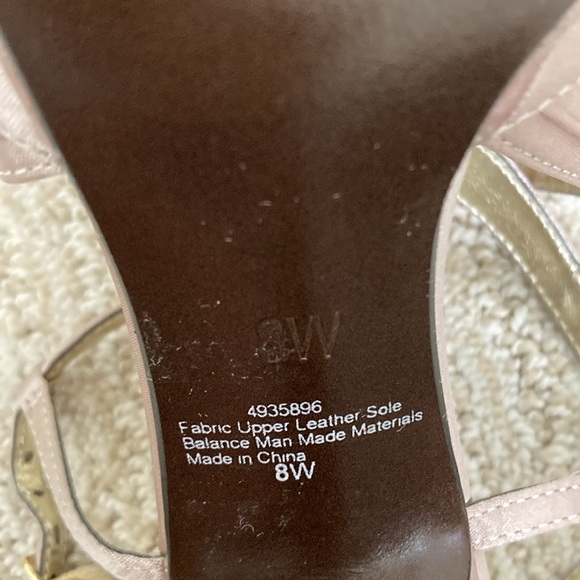 8W
4935896
Fabric Upper Leather Sole
Balance Man Made Materials
Made in China
8W